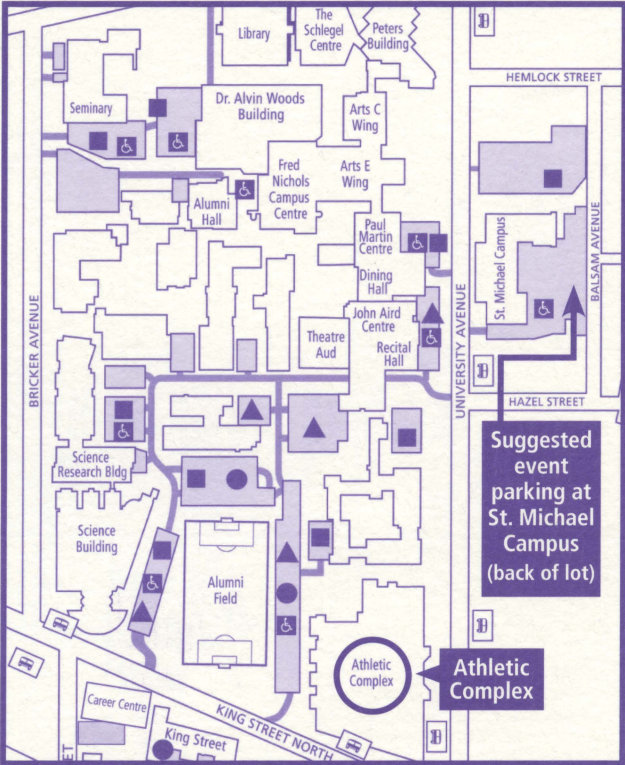 Library
The
Schlegel
Centre
Peters
Building
HEMLOCK STREET
Seminary
Dr. Alvin Woods
Building
Arts C
Wing
Fred
Nichols
Campus
Centre
Arts E
Wing
Alumni
Hall
Paul
Martin
Centre
Dining
Hall
St. Michael Campus
BALSAM AVENUE
BRICKER AVENUE
UNIVERSITY AVENUE
John Aird
Centre
Theatre
Aud
Recital
Hall
HAZEL STREET
Suggested
event
parking at
St. Michael
Campus
(back of lot)
Science
Research Bldg
Science
Building
Alumni
Field
Athletic
Complex
Athletic
Complex
Career Centre
KING STREET NORTH
King Street
ET